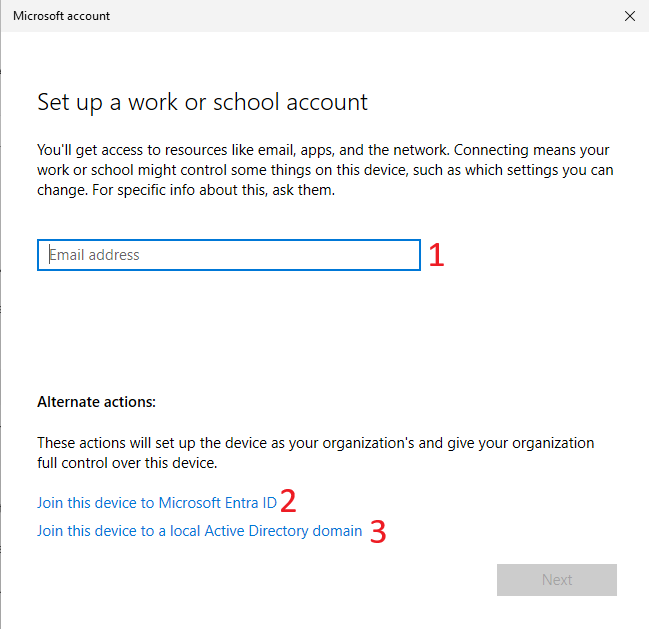 Microsoft account
Set up a work or school account
You'll get access to resources like email, apps, and the network. Connecting means your
work or school might control some things on this device, such as which settings you can
change. For specific info about this, ask them.
Email address 1
Alternate actions:
These actions will set up the device as your organization's and give your organization
full control over this device.
Join this device to Microsoft Entra ID 2
Join this device to a local Active Directory domain 3
Next